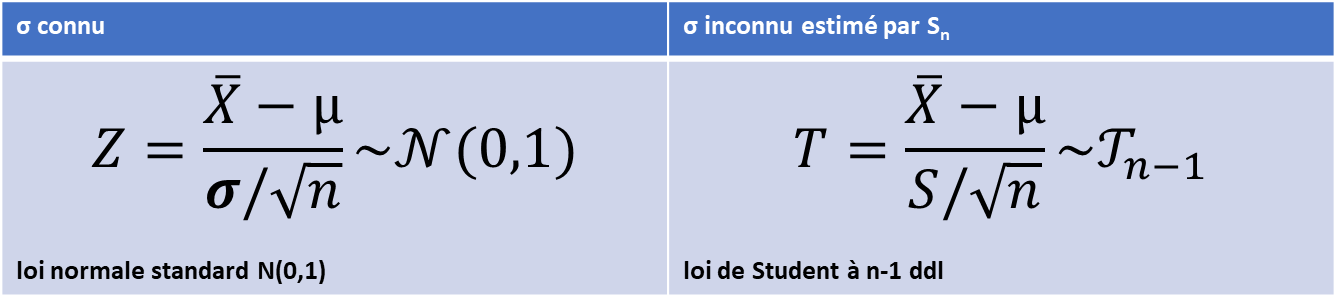 σ connu
σ inconnu estimé par Sₙ
Z = (X̄ − μ) / (σ/√n) ~ 𝒩(0,1)
T = (X̄ − μ) / (S/√n) ~ 𝒯ₙ₋₁
loi normale standard N(0,1)
loi de Student à n-1 ddl